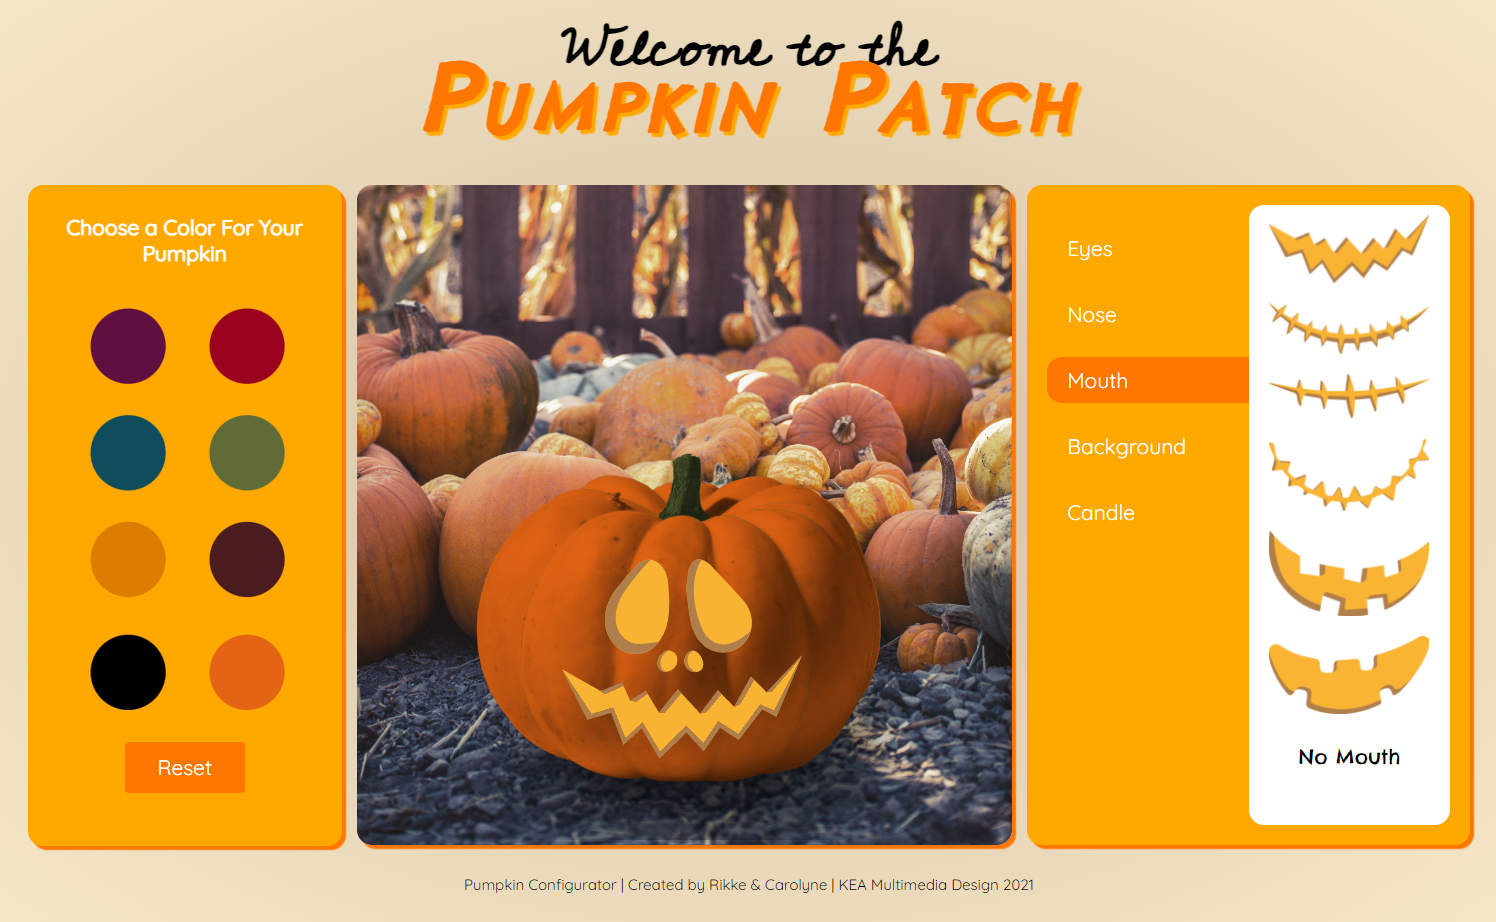 Welcome to the
Pumpkin Patch
Choose a Color For Your
Pumpkin
Reset
Eyes
Nose
Mouth
Background
Candle
No Mouth
Pumpkin Configurator | Created by Rikke & Carolyne | KEA Multimedia Design 2021